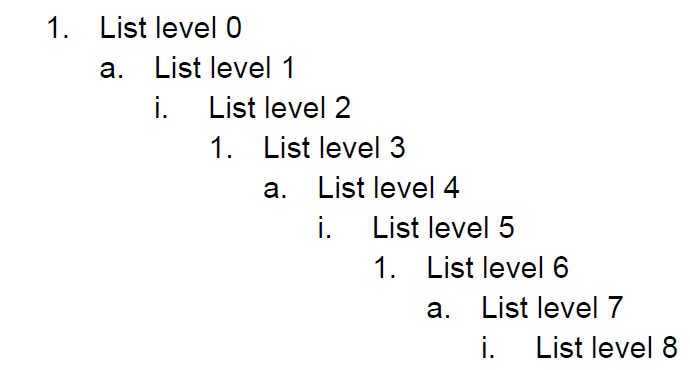 1. List level 0
a. List level 1
i. List level 2
1. List level 3
a. List level 4
i. List level 5
1. List level 6
a. List level 7
i. List level 8